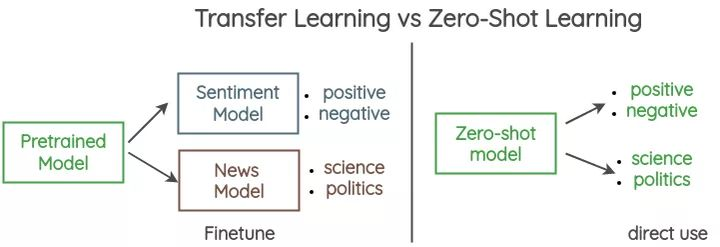 Transfer Learning vs Zero-Shot Learning
Pretrained
Model
Sentiment
Model
• positive
• negative
News
Model
• science
• politics
Finetune
Zero-shot
model
• positive
• negative
• science
• politics
direct use